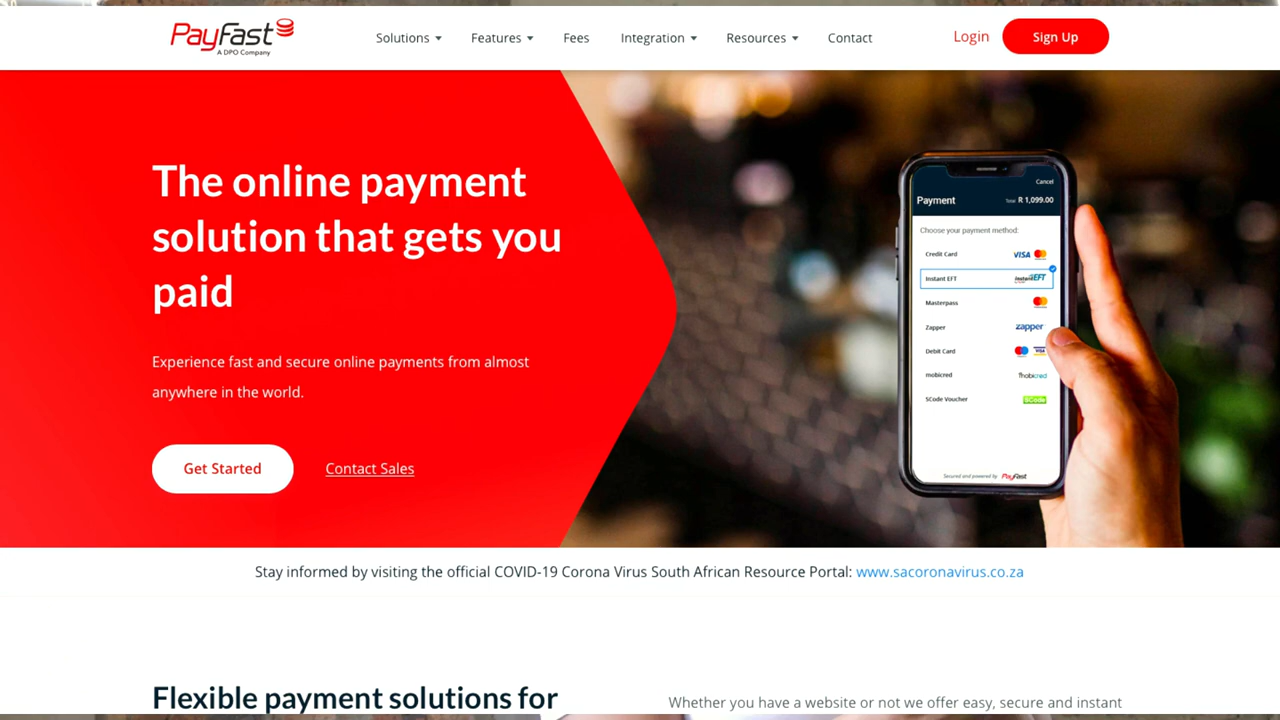 PayFast
A DPO Company
Solutions
Features
Fees
Integration
Resources
Contact
Login
Sign Up
The online payment
solution that gets you
paid
Experience fast and secure online payments from almost
anywhere in the world.
Get Started
Contact Sales
Cancel
Payment
Total R 1,099.00
Choose your payment method:
Credit Card VISA
Instant EFT InstantEFT
Masterpass
Zapper zapper
Debit Card VISA
mobicred mobicred
SCode Voucher SCode
Secured and powered by PayFast
Stay informed by visiting the official COVID-19 Corona Virus South African Resource Portal: www.sacoronavirus.co.za
Flexible payment solutions for
Whether you have a website or not we offer easy, secure and instant